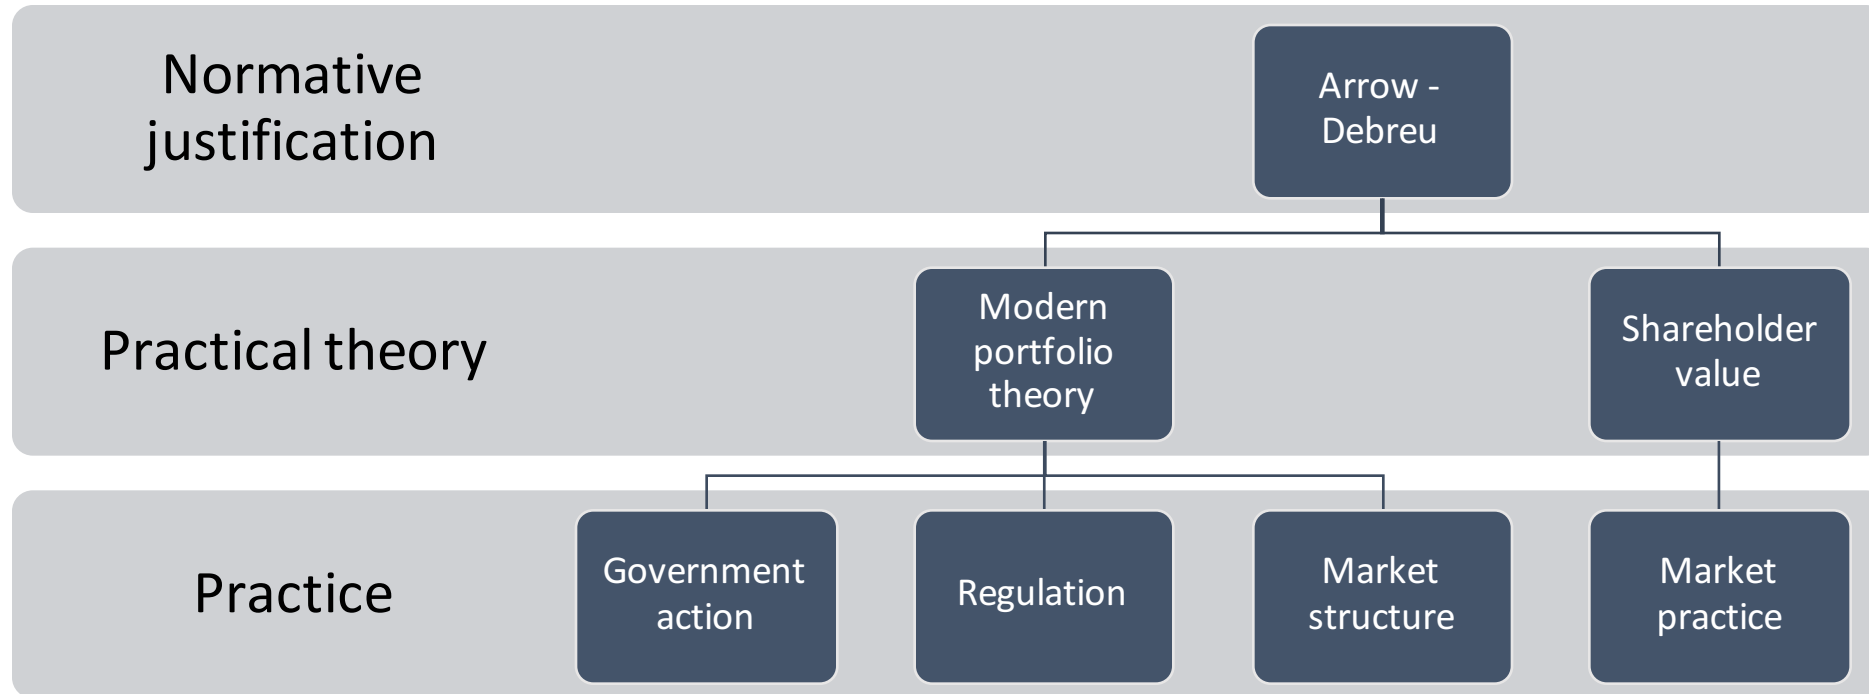 Normative
justification
Arrow -
Debreu
Practical theory
Modern
portfolio
theory
Shareholder
value
Practice
Government
action
Regulation
Market
structure
Market
practice